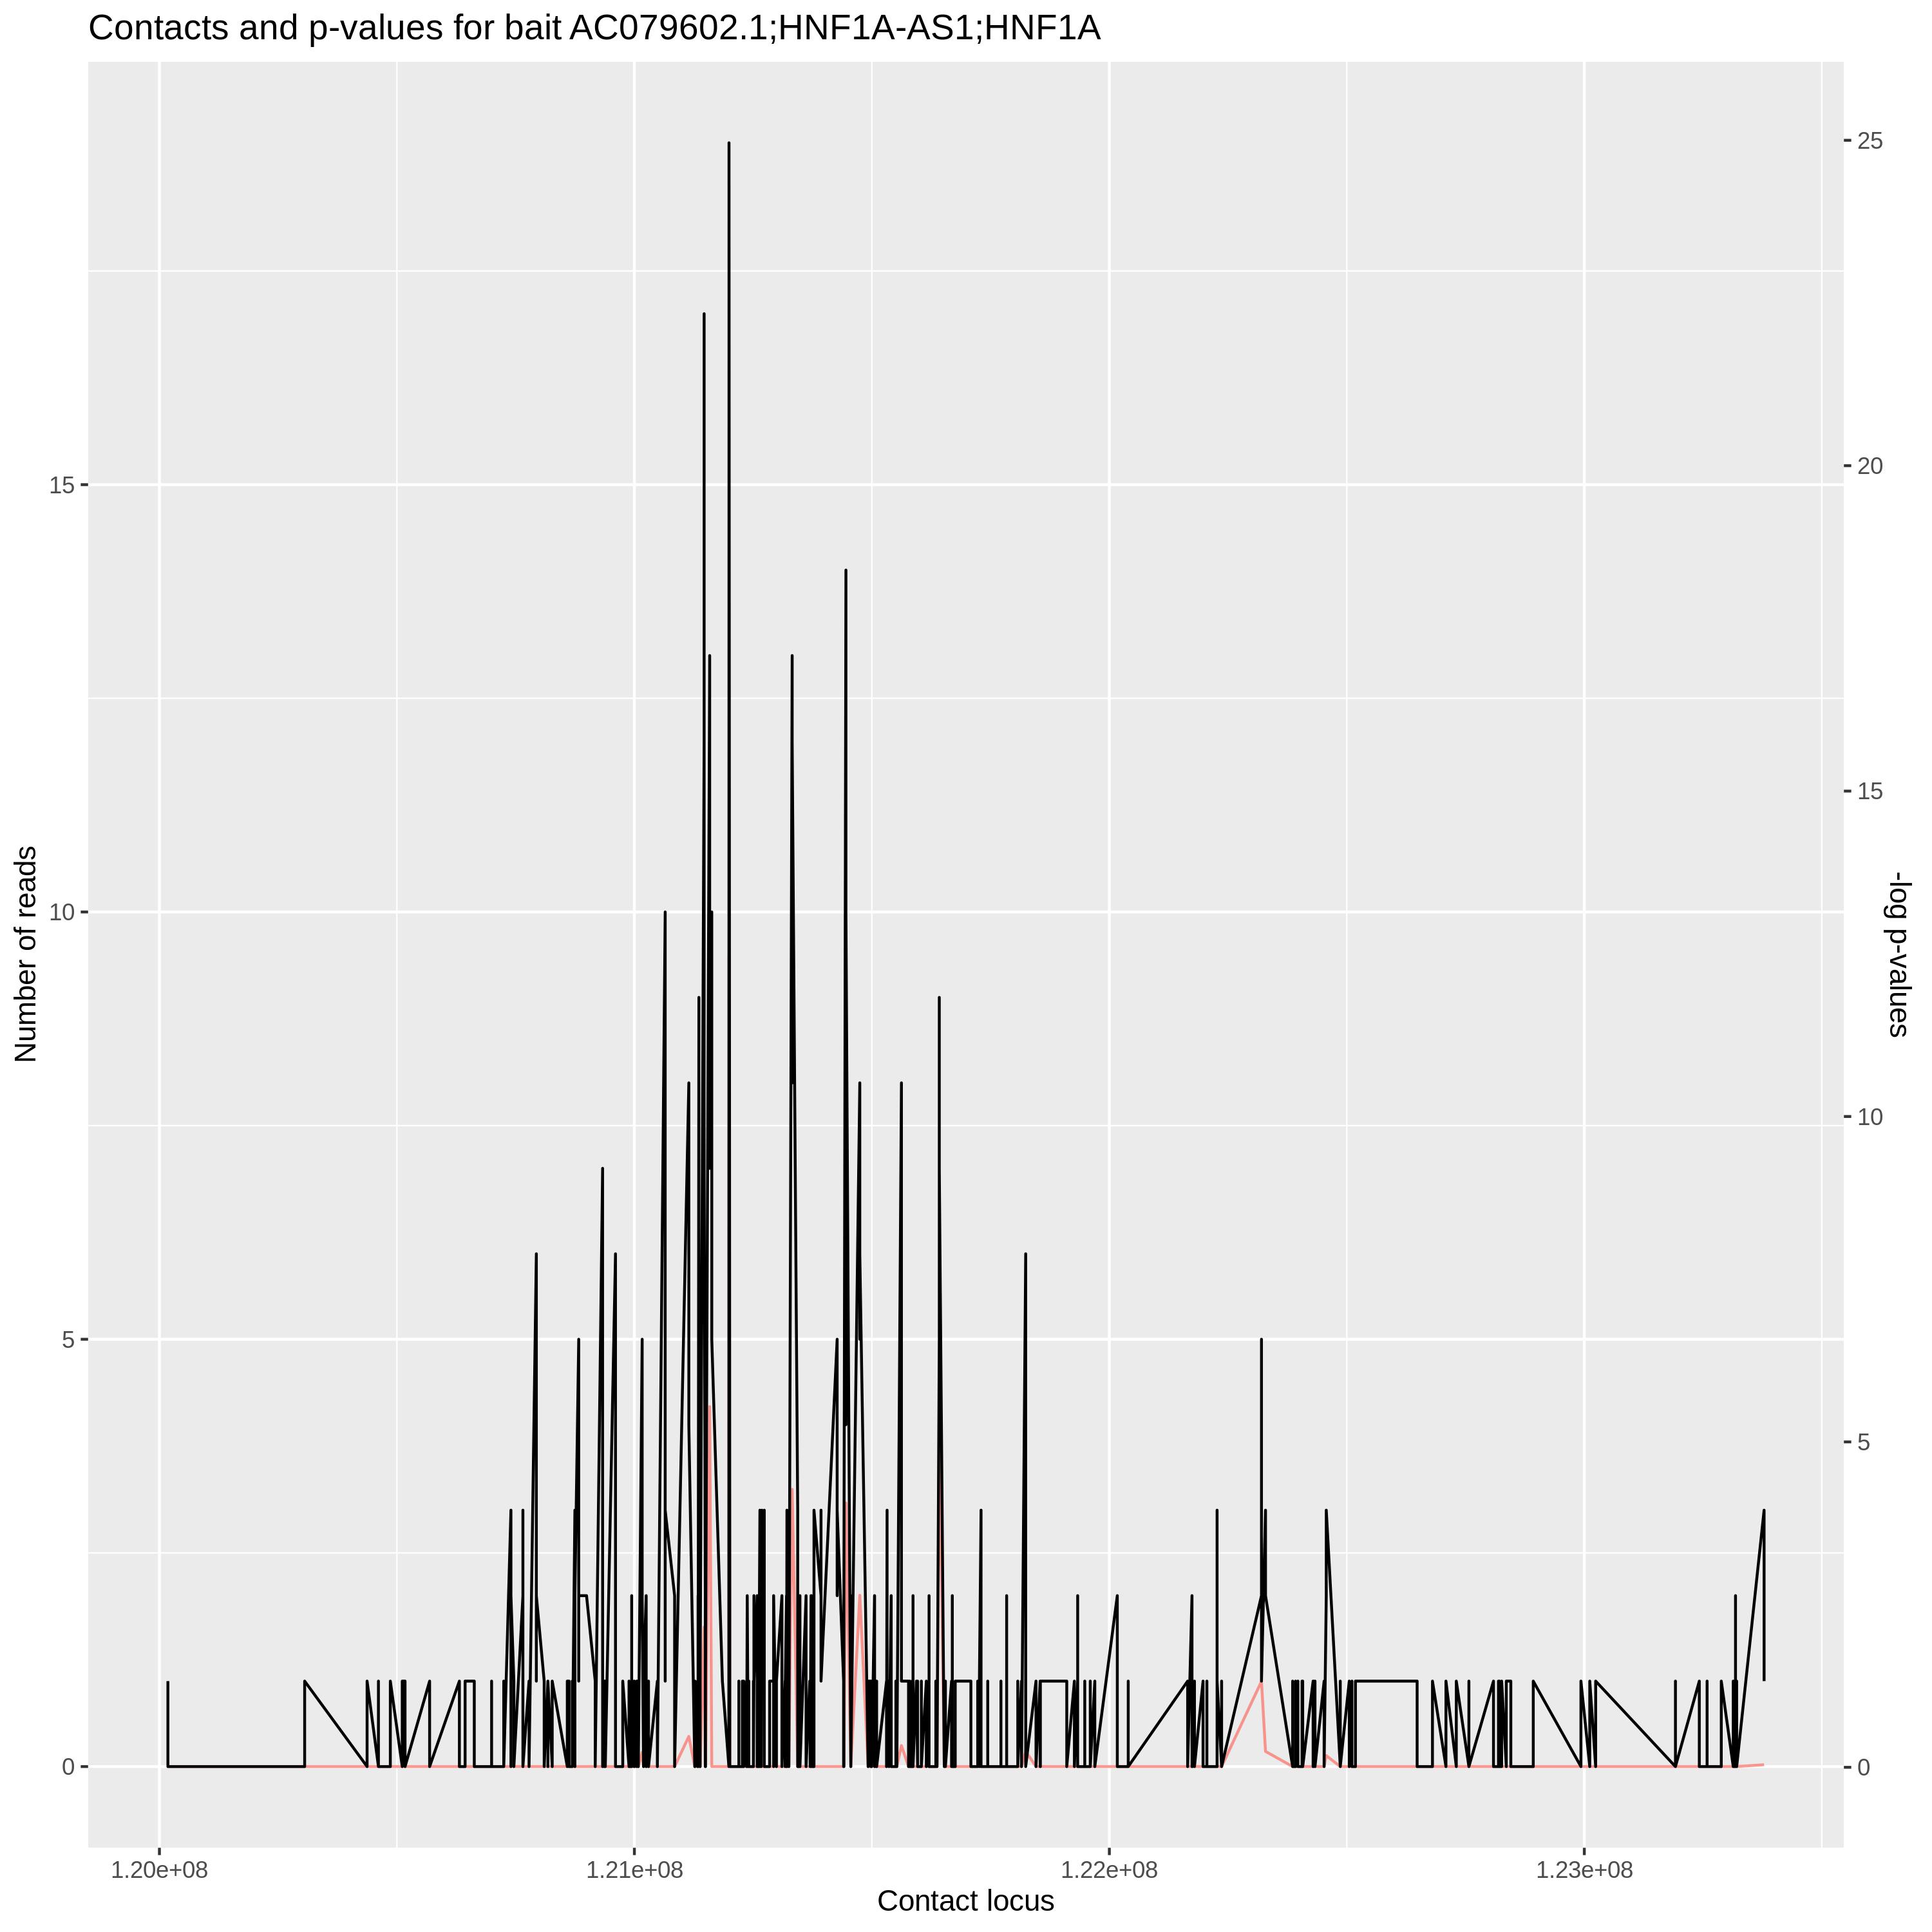 Contacts and p-values for bait AC079602.1;HNF1A-AS1;HNF1A
Number of reads
15
10
5
0
25
20
15
10
5
0
-log p-values
1.20e+08
1.21e+08
1.22e+08
1.23e+08
Contact locus